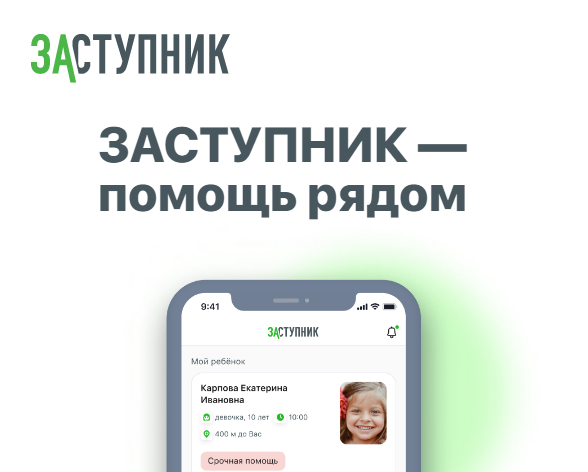 ЗАСТУПНИК
ЗАСТУПНИК —
помощь рядом
9:41
ЗАСТУПНИК
Мой ребёнок
Карпова Екатерина
Ивановна
девочка, 10 лет 10:00
400 м до Вас
Срочная помощь